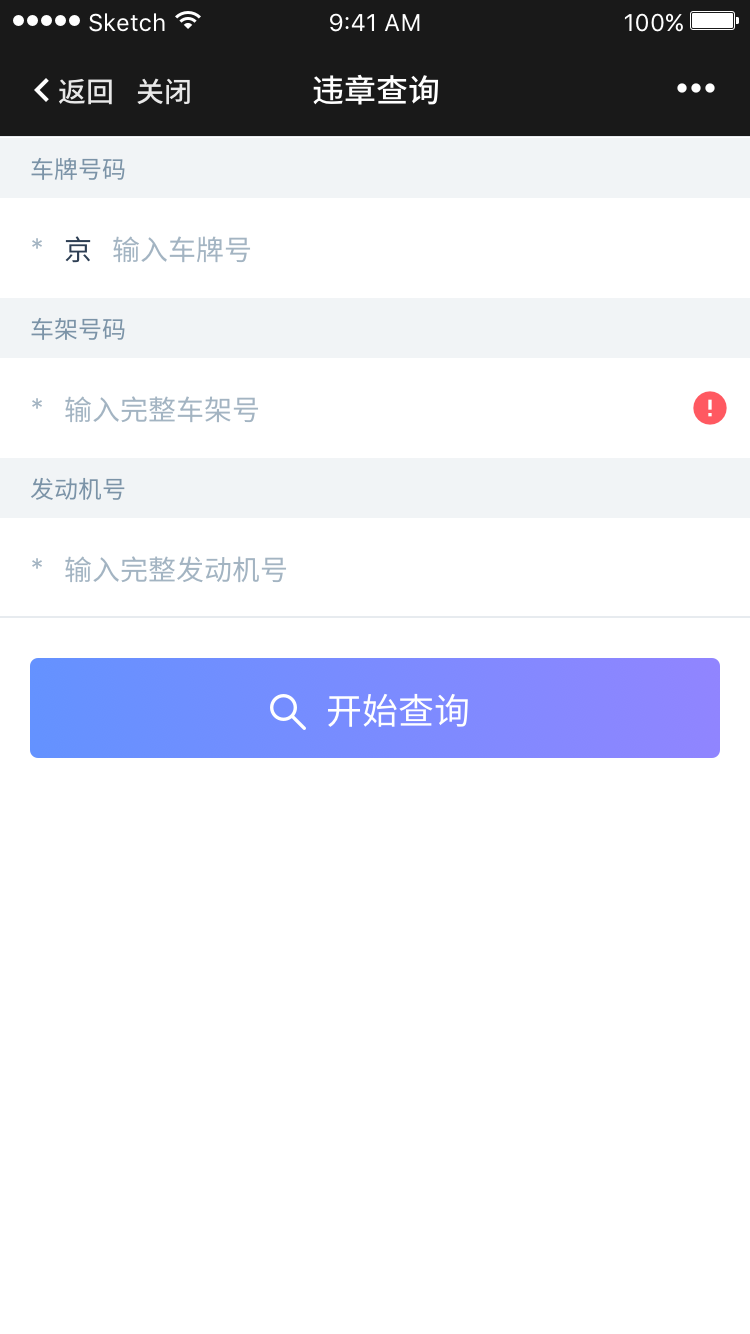 Sketch 9:41 AM 100%
返回 关闭 违章查询
车牌号码
* 京 输入车牌号
车架号码
* 输入完整车架号
发动机号
* 输入完整发动机号
开始查询